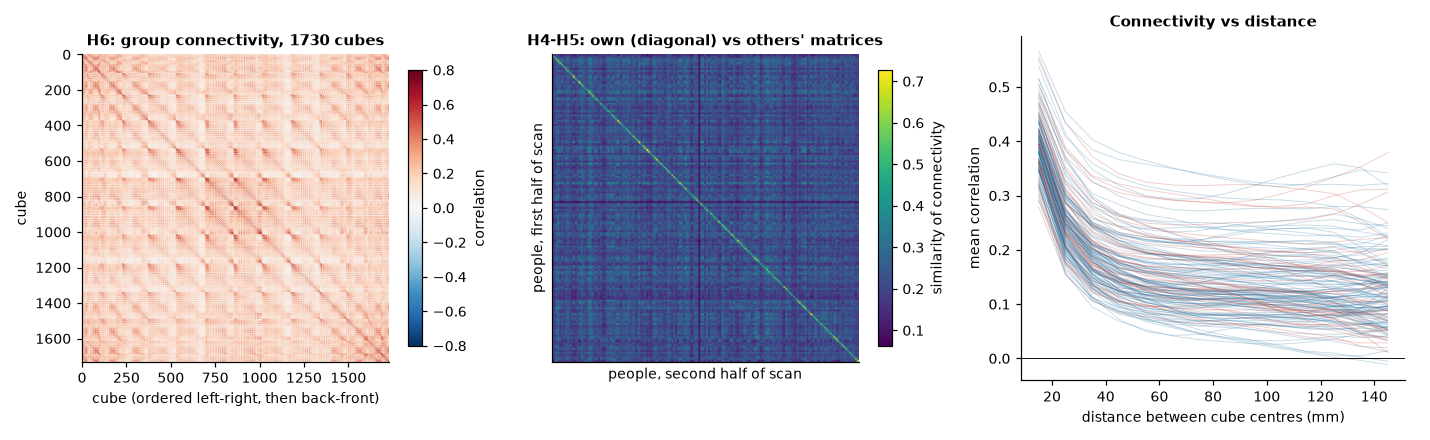 H6: group connectivity, 1730 cubes
0
200
400
600
800
1000
1200
1400
1600
cube
0 250 500 750 1000 1250 1500
cube (ordered left-right, then back-front)
0.8
0.6
0.4
0.2
0.0
−0.2
−0.4
−0.6
−0.8
correlation
H4-H5: own (diagonal) vs others' matrices
people, first half of scan
people, second half of scan
0.7
0.6
0.5
0.4
0.3
0.2
0.1
similarity of connectivity
Connectivity vs distance
0.5
0.4
0.3
0.2
0.1
0.0
mean correlation
20 40 60 80 100 120 140
distance between cube centres (mm)